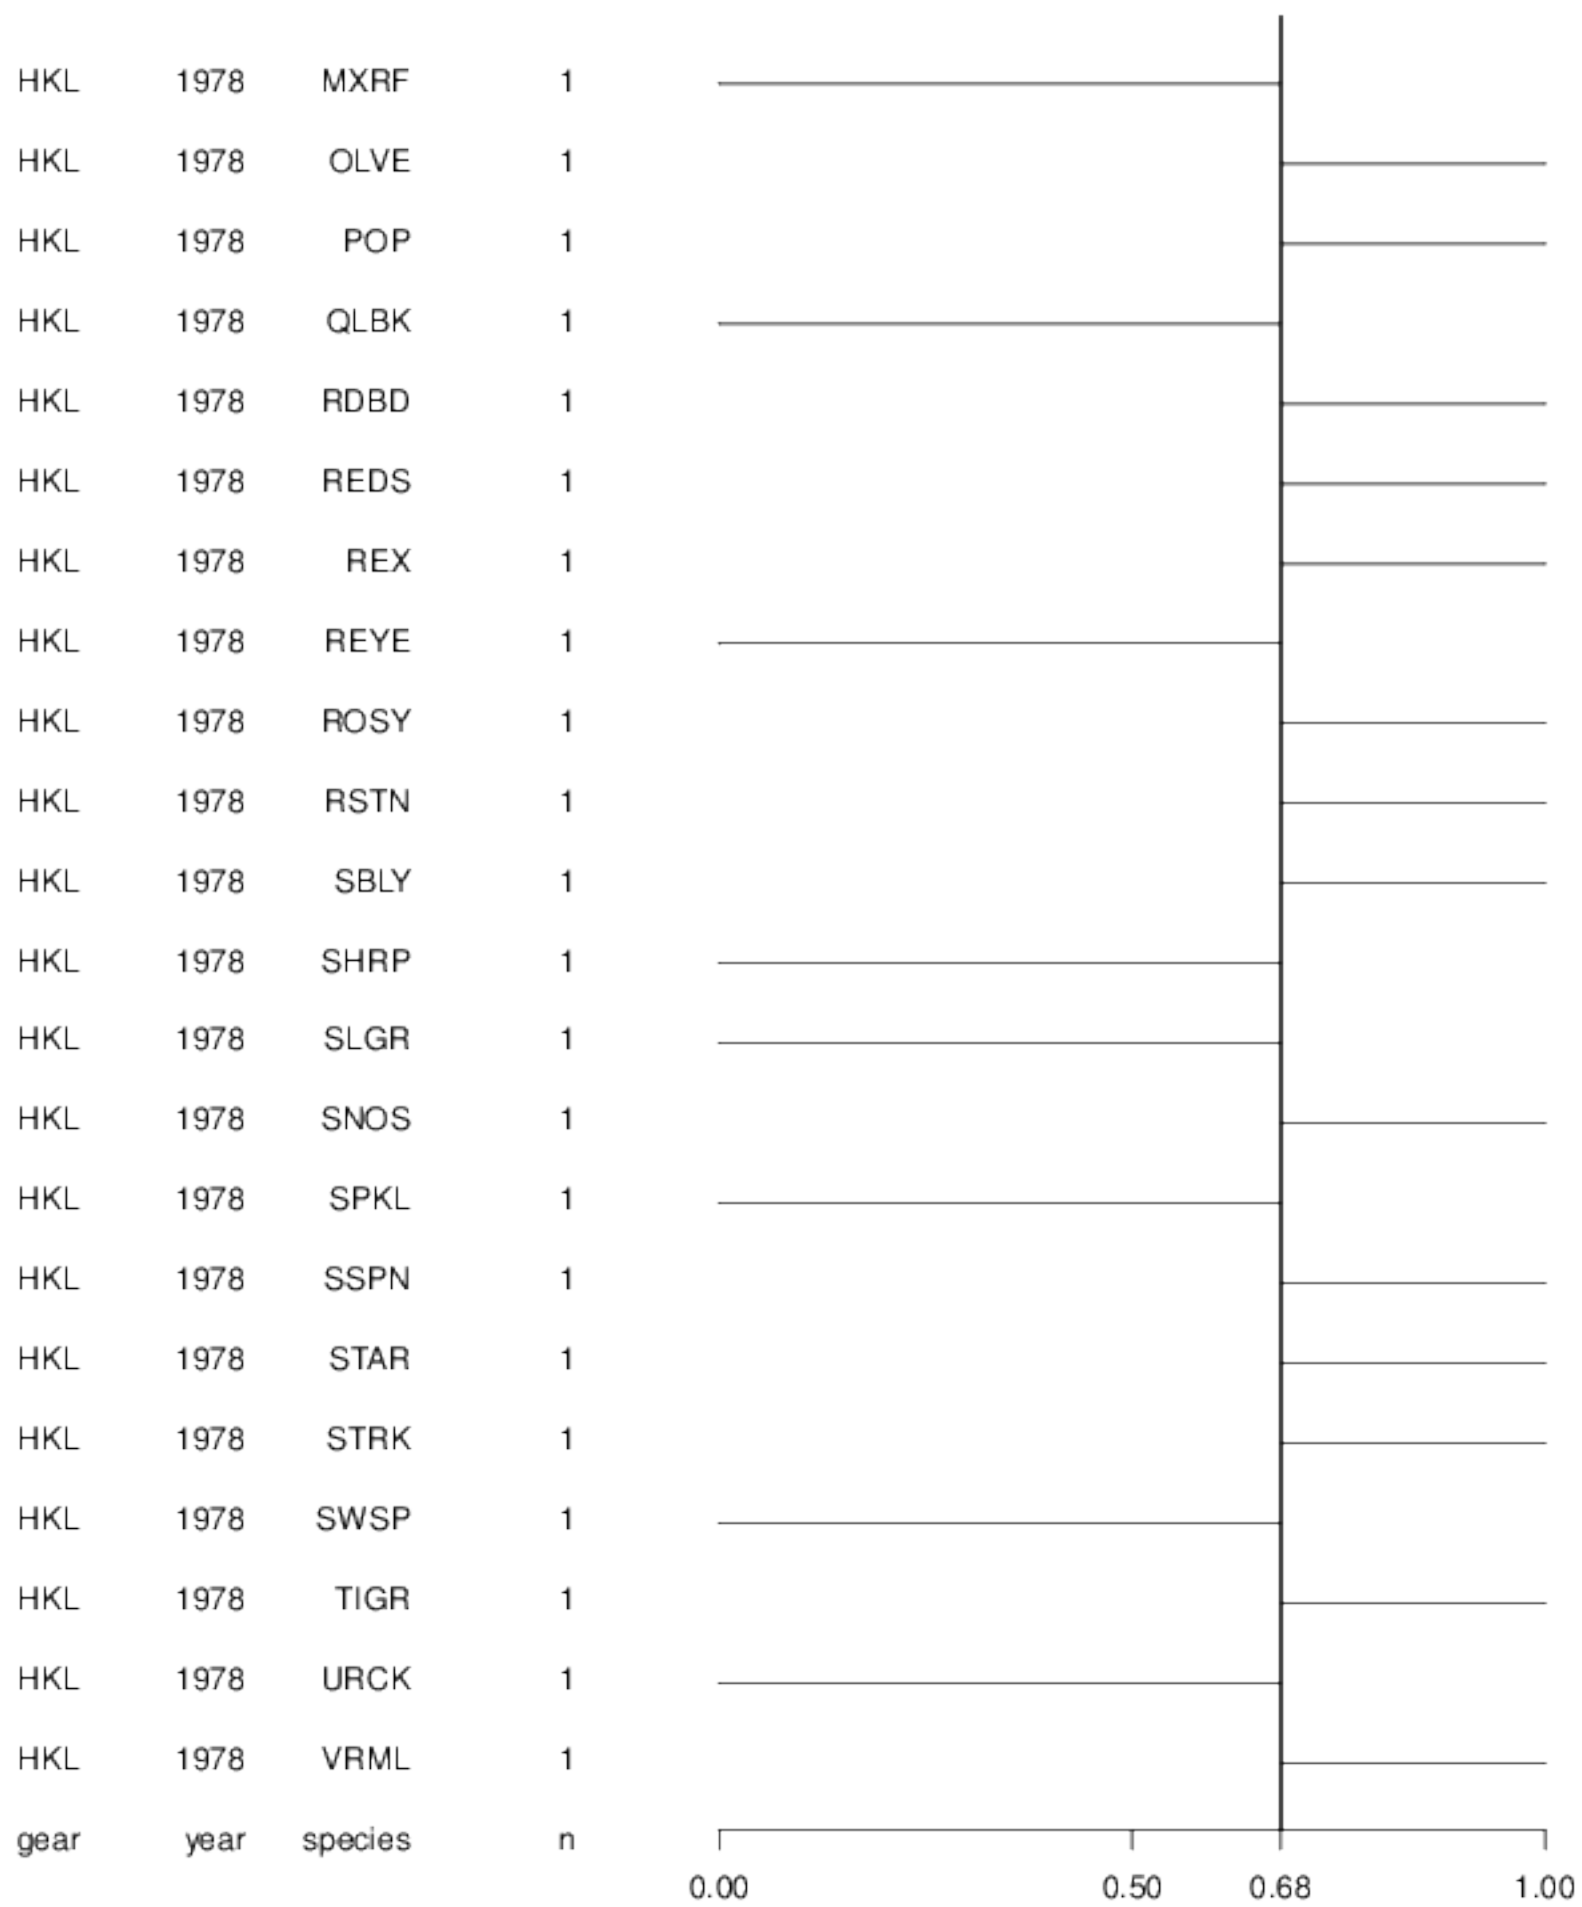 HKL 1978 MXRF 1
HKL 1978 OLVE 1
HKL 1978 POP 1
HKL 1978 QLBK 1
HKL 1978 RDBD 1
HKL 1978 REDS 1
HKL 1978 REX 1
HKL 1978 REYE 1
HKL 1978 ROSY 1
HKL 1978 RSTN 1
HKL 1978 SBLY 1
HKL 1978 SHRP 1
HKL 1978 SLGR 1
HKL 1978 SNOS 1
HKL 1978 SPKL 1
HKL 1978 SSPN 1
HKL 1978 STAR 1
HKL 1978 STRK 1
HKL 1978 SWSP 1
HKL 1978 TIGR 1
HKL 1978 URCK 1
HKL 1978 VRML 1
gear year species n
0.00 0.50 0.68 1.00